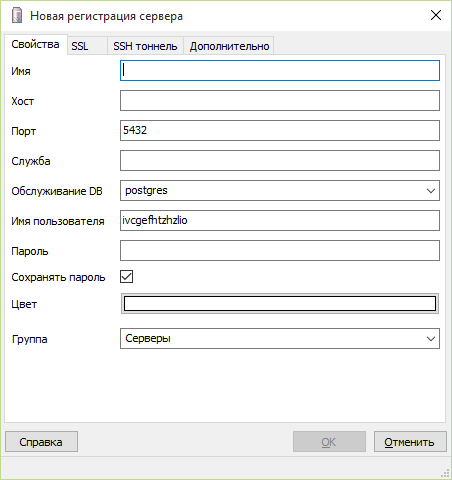 Новая регистрация сервера
Свойства SSL SSH тоннель Дополнительно
Имя
Хост
Порт 5432
Служба
Обслуживание DB postgres
Имя пользователя ivcgefhtzhzlio
Пароль
Сохранять пароль
Цвет
Группа Серверы
Справка OK Отменить